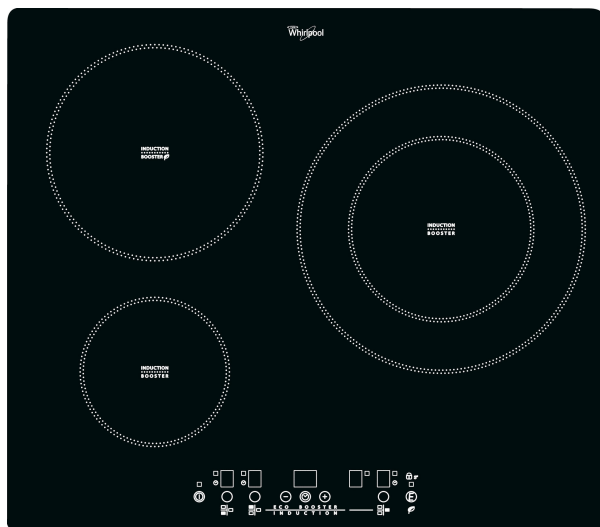 Whirlpool
INDUCTION
BOOSTER
INDUCTION
BOOSTER
INDUCTION
BOOSTER
E
ECO BOOSTER
INDUCTION